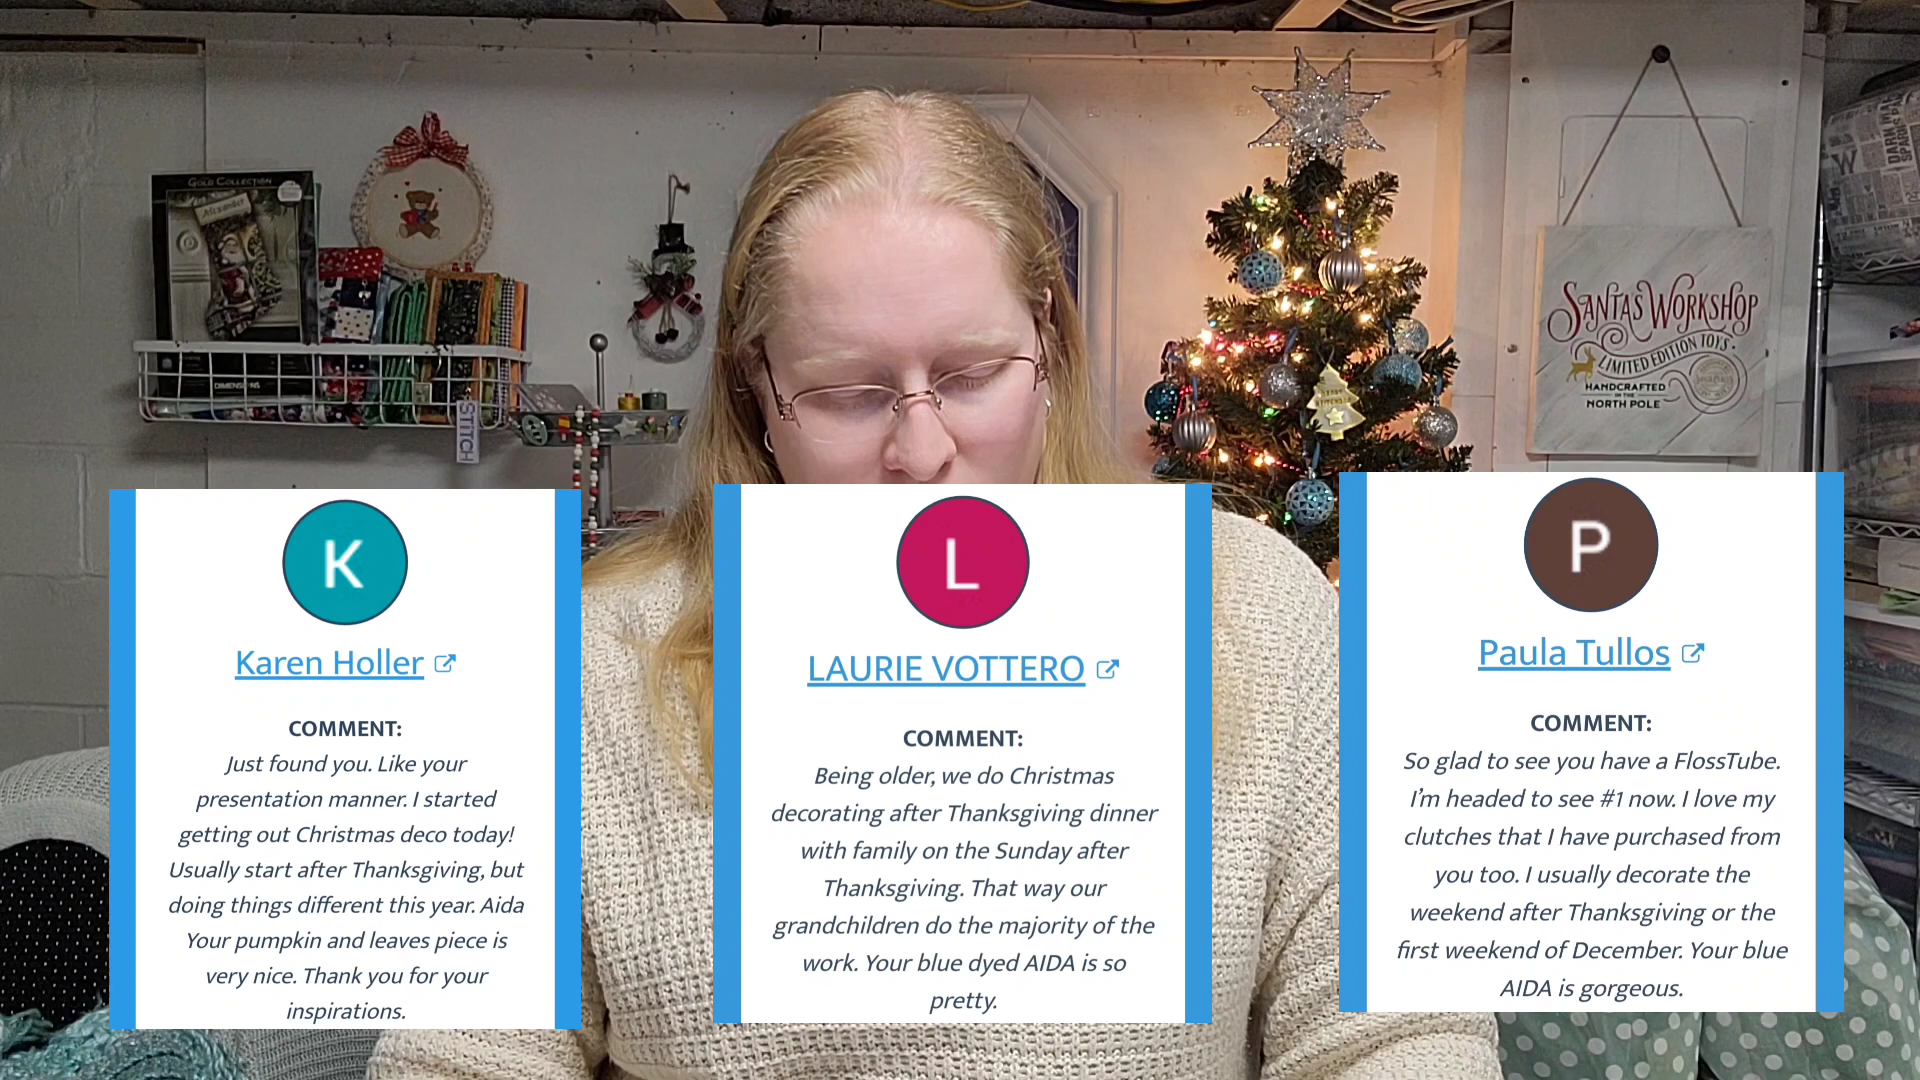 GOLD COLLECTION
Alexander
DIMENSIONS
STITCH
SANTA'S WORKSHOP
LIMITED EDITION TOYS
HANDCRAFTED
IN THE
NORTH POLE
K
Karen Holler
COMMENT:
Just found you. Like your
presentation manner. I started
getting out Christmas deco today!
Usually start after Thanksgiving, but
doing things different this year. Aida
Your pumpkin and leaves piece is
very nice. Thank you for your
inspirations.
L
LAURIE VOTTERO
COMMENT:
Being older, we do Christmas
decorating after Thanksgiving dinner
with family on the Sunday after
Thanksgiving. That way our
grandchildren do the majority of the
work. Your blue dyed AIDA is so
pretty.
P
Paula Tullos
COMMENT:
So glad to see you have a FlossTube.
I'm headed to see #1 now. I love my
clutches that I have purchased from
you too. I usually decorate the
weekend after Thanksgiving or the
first weekend of December. Your blue
AIDA is gorgeous.